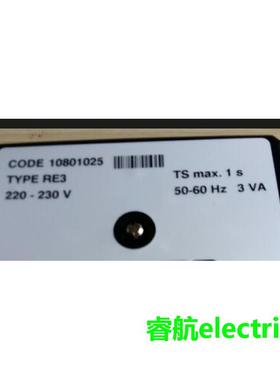 CODE 10801025
TYPE RE3
220 - 230 V
TS max. 1 s
50-60 Hz 3 VA
睿航electri